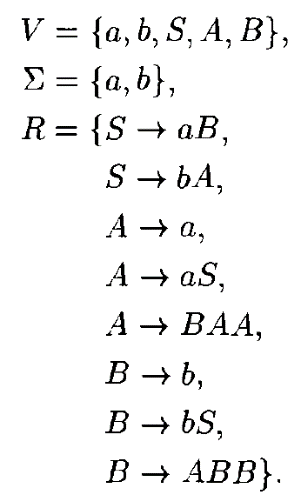 V = {a, b, S, A, B},
Σ = {a, b},
R = {S → aB,
S → bA,
A → a,
A → aS,
A → BAA,
B → b,
B → bS,
B → ABB}.